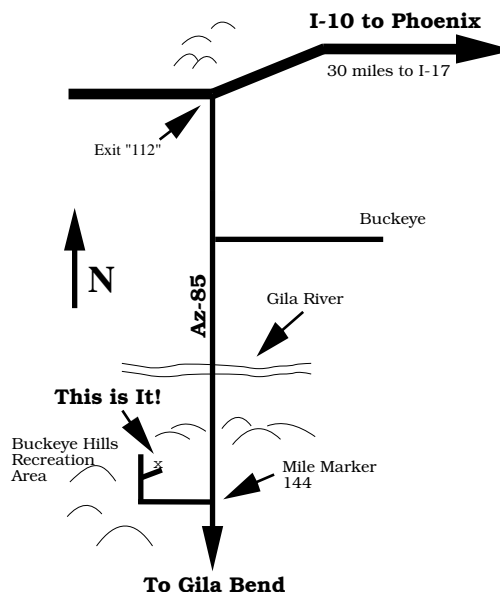 I-10 to Phoenix
30 miles to I-17
Exit "112"
Buckeye
N
Az-85
Gila River
This is It!
Buckeye Hills
Recreation
Area
x
Mile Marker
144
To Gila Bend